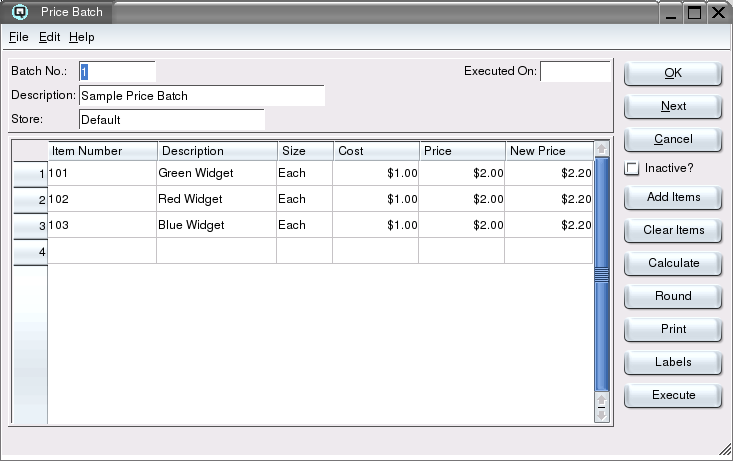 Price Batch
File Edit Help
Batch No.: 1 Executed On:
Description: Sample Price Batch
Store: Default
OK
Next
Cancel
Inactive?
Add Items
Clear Items
Calculate
Round
Print
Labels
Execute
Item Number Description Size Cost Price New Price
1 101 Green Widget Each $1.00 $2.00 $2.20
2 102 Red Widget Each $1.00 $2.00 $2.20
3 103 Blue Widget Each $1.00 $2.00 $2.20
4